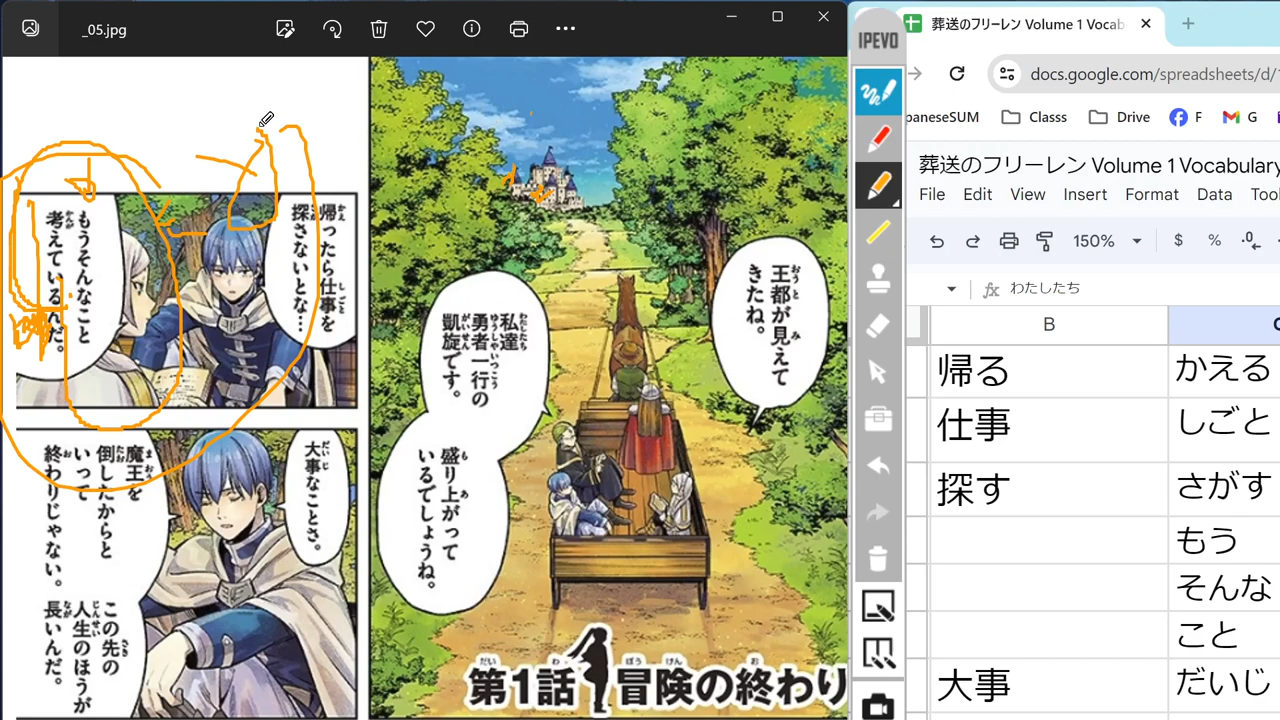 _05.jpg
IPEVO
葬送のフリーレン Volume 1 Vocab
docs.google.com/spreadsheets/d/1
paneseSUM
Classs
Drive
F
G
葬送のフリーレン Volume 1 Vocabulary
File
Edit
View
Insert
Format
Data
Tool
150%
$
%
.0
fx
わたしたち
B
帰る
かえる
仕事
しごと
探す
さがす
もう
そんな
こと
大事
だいじ
王都が見えて
きたね。
私達
勇者一行の
凱旋です。
盛り上がって
いるでしょうね。
第1話
冒険の終わり
帰ったら仕事を
探さないとな…
もうそんなこと
考えているんだ。
大事なことさ。
魔王を
倒したからと
いって
終わりじゃない。
この先の
人生のほうが
長いんだ。